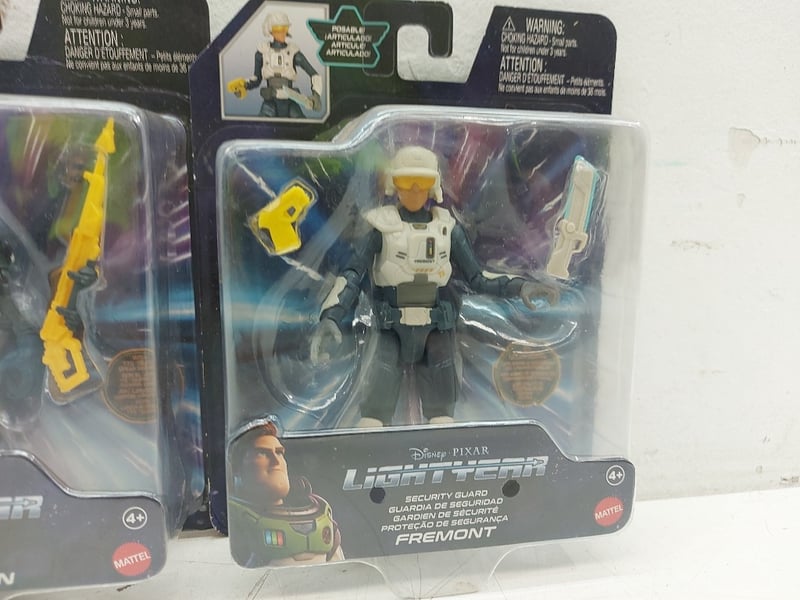 CHOKING HAZARD - Small parts.
Not for children under 3 years.
ATTENTION :
DANGER D'ÉTOUFFEMENT - Petits éléments.
Ne convient pas aux enfants de moins de 36
4+
MATTEL
N
POSABLE!
¡ARTICULADO!
ARTICULÉ!
ARTICULADO!
WARNING:
CHOKING HAZARD - Small parts.
Not for children under 3 years.
ATTENTION :
DANGER D'ÉTOUFFEMENT - Petits éléments.
Ne convient pas aux enfants de moins de 36 mois.
FREMONT
Disney · PIXAR
LIGHTYEAR
SECURITY GUARD
GUARDIA DE SEGURIDAD
GARDIEN DE SÉCURITÉ
PROTEÇÃO DE SEGURANÇA
FREMONT
4+
MATTEL